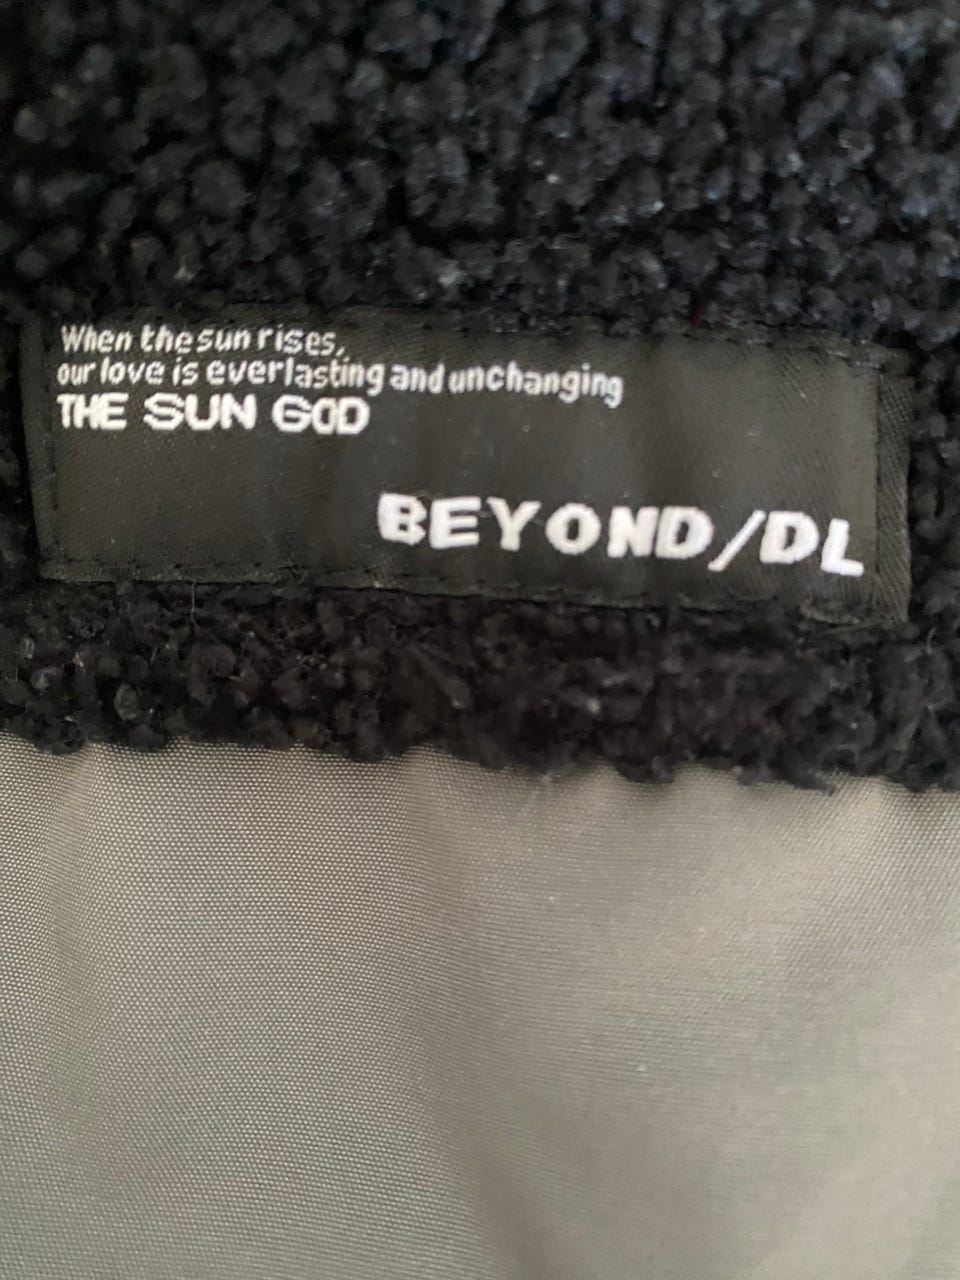 When the sun rises,
our love is everlasting and unchanging
THE SUN GOD
BEYOND/DL